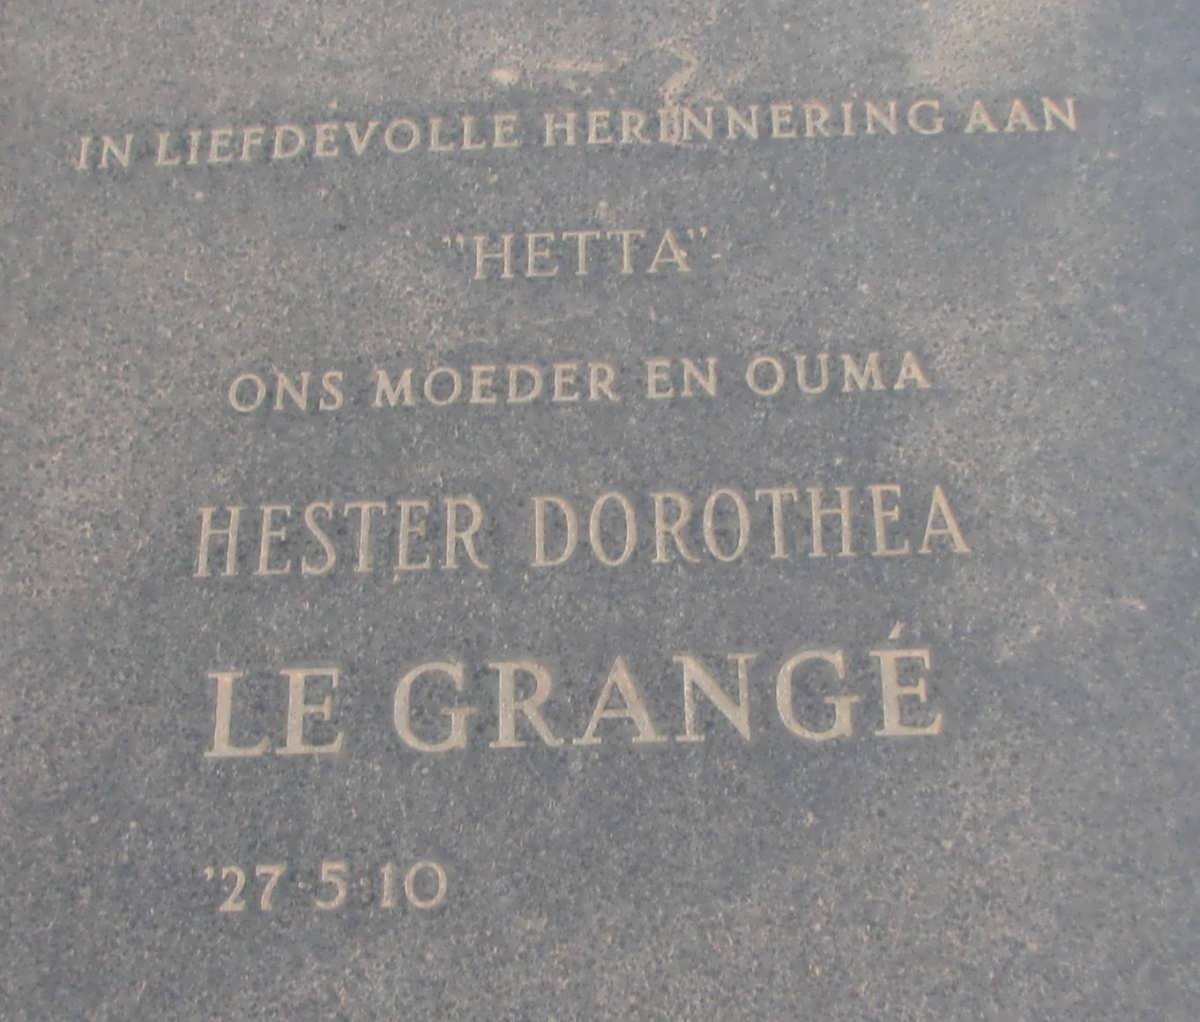 IN LIEFDEVOLLE HERINNERING AAN
"HETTA"
ONS MOEDER EN OUMA
HESTER DOROTHEA
LE GRANGÉ
'27·5·10